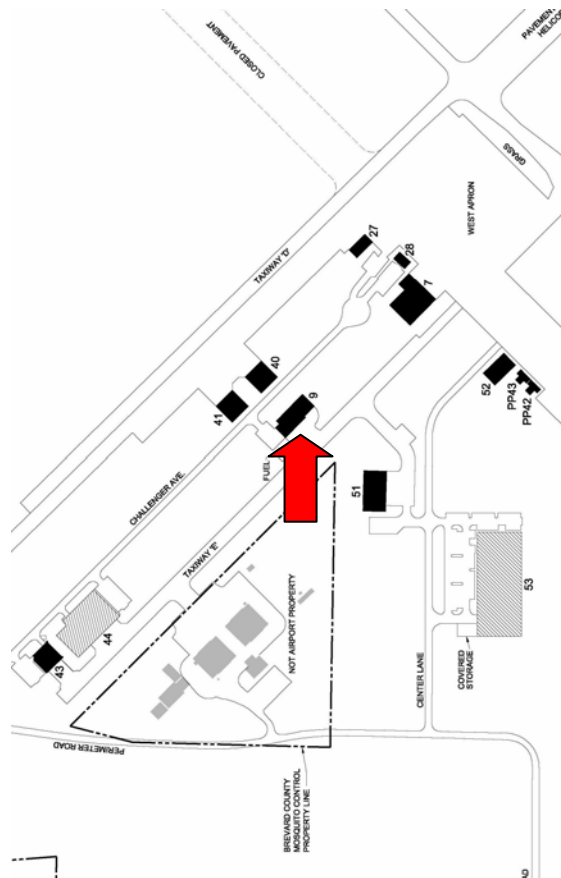 PAVEMENT
HELICOP
CLOSED PAVEMENT
GRASS
WEST APRON
TAXIWAY 'D'
27
28
7
40
41
9
52
PP43
PP42
FUEL
51
CHALLENGER AVE.
TAXIWAY 'E'
53
44
43
NOT AIRPORT PROPERTY
CENTER LANE
COVERED
STORAGE
PERIMETER ROAD
BREVARD COUNTY
MOSQUITO CONTROL
PROPERTY LINE
AD